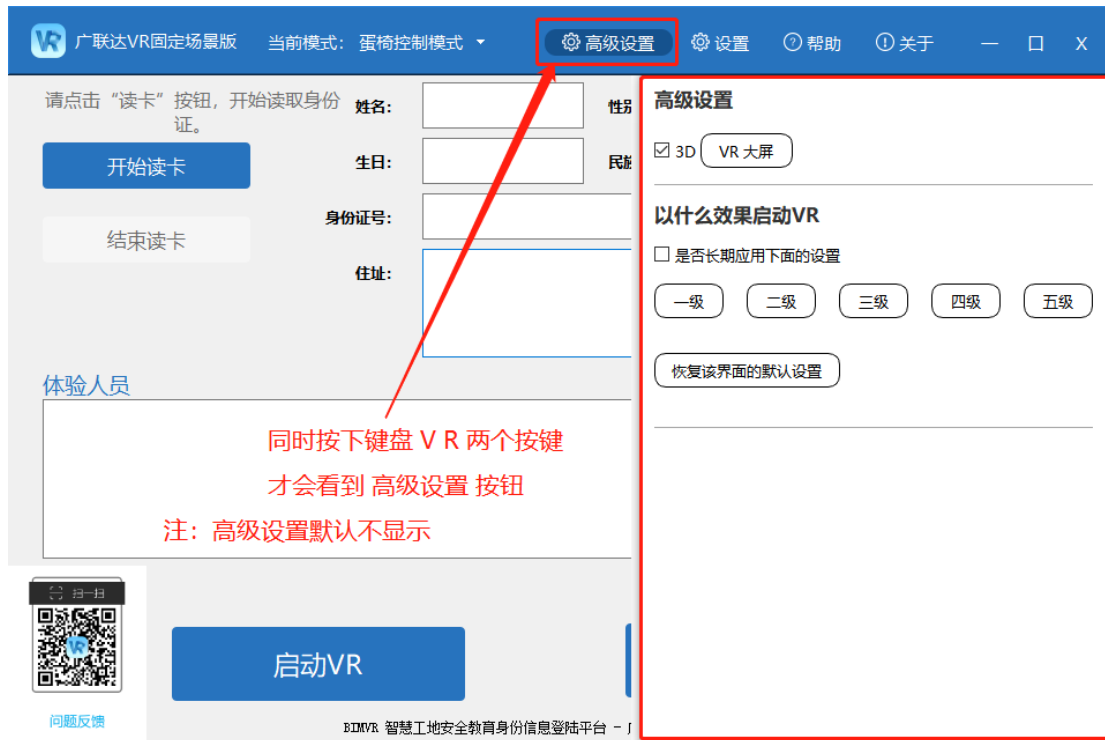 广联达VR固定场景版 当前模式： 蛋椅控制模式 高级设置 设置 帮助 关于
请点击“读卡”按钮，开始读取身份证。
开始读卡
结束读卡
姓名：
性别
生日：
民族
身份证号：
住址：
体验人员
同时按下键盘 V R 两个按键
才会看到 高级设置 按钮
注：高级设置默认不显示
扫一扫
问题反馈
启动VR
BIMVR 智慧工地安全教育身份信息登陆平台 -
高级设置
3D VR 大屏
以什么效果启动VR
是否长期应用下面的设置
一级 二级 三级 四级 五级
恢复该界面的默认设置